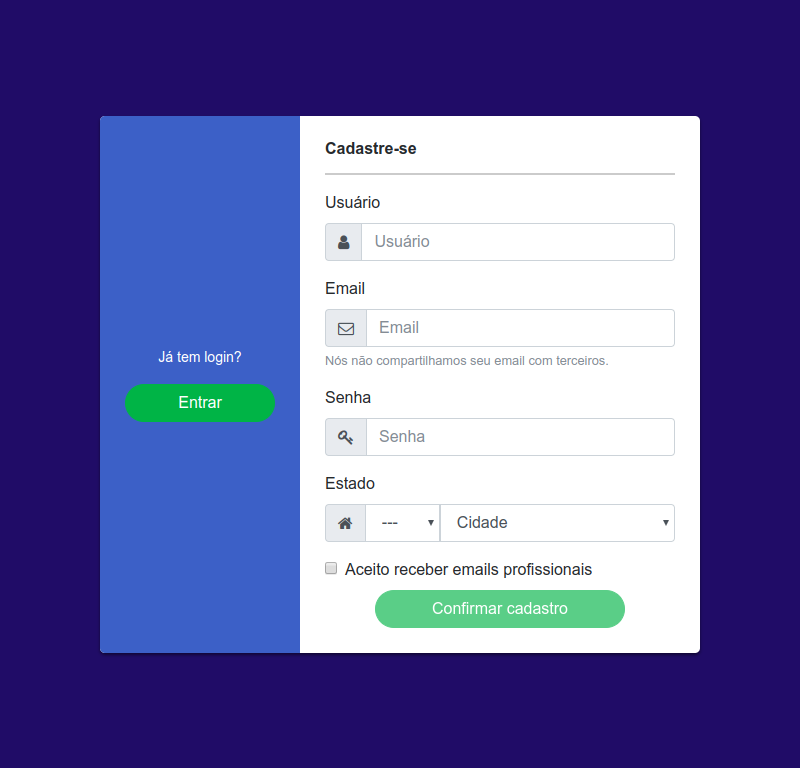 Já tem login?
Entrar
Cadastre-se
Usuário
Usuário
Email
Email
Nós não compartilhamos seu email com terceiros.
Senha
Senha
Estado
--- Cidade
Aceito receber emails profissionais
Confirmar cadastro